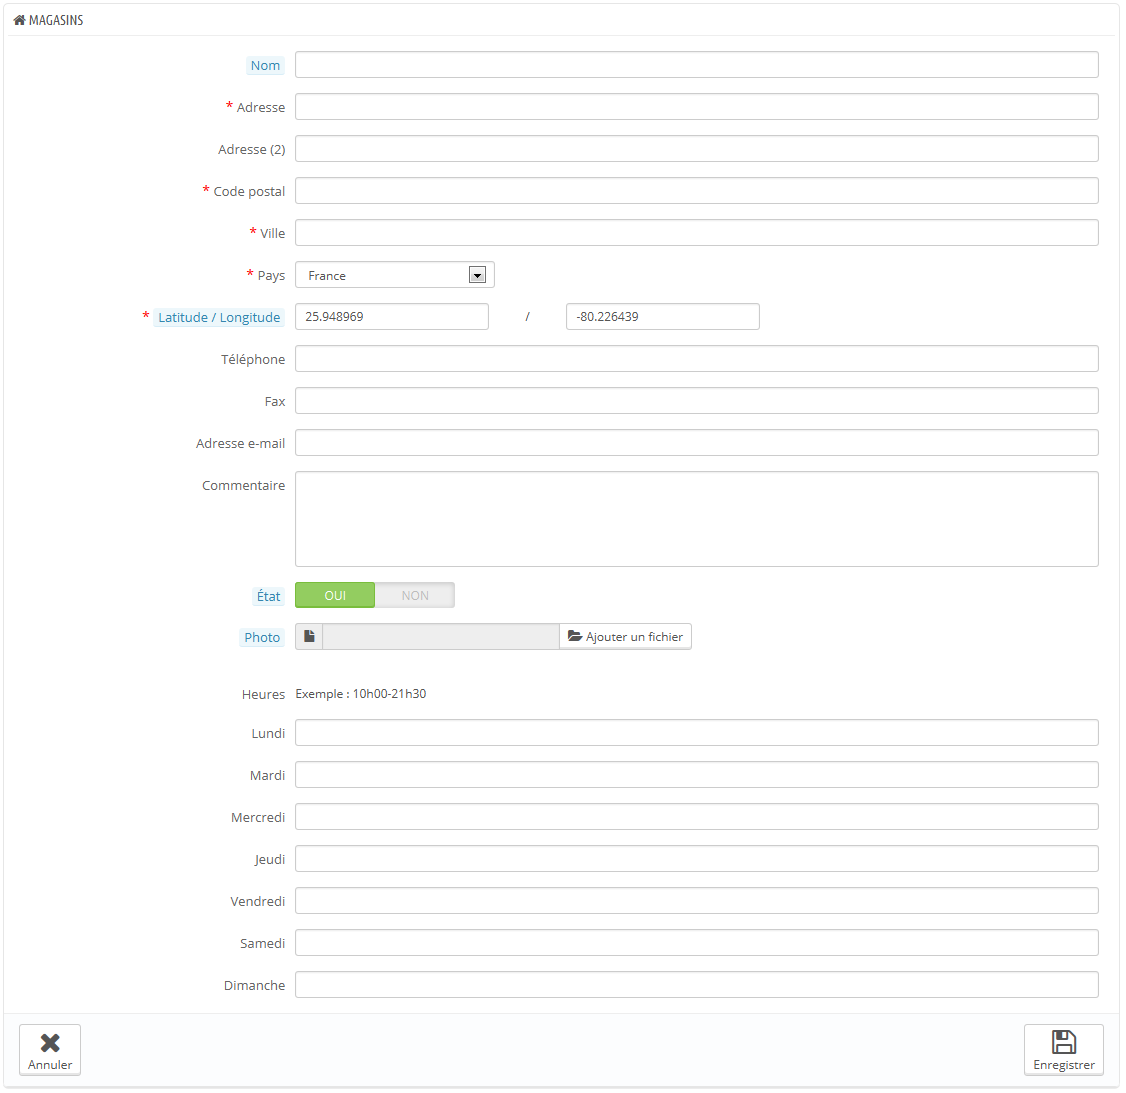 MAGASINS
Nom
* Adresse
Adresse (2)
* Code postal
* Ville
* Pays France
* Latitude / Longitude 25.948969 / -80.226439
Téléphone
Fax
Adresse e-mail
Commentaire
État OUI NON
Photo Ajouter un fichier
Heures Exemple : 10h00-21h30
Lundi
Mardi
Mercredi
Jeudi
Vendredi
Samedi
Dimanche
Annuler Enregistrer